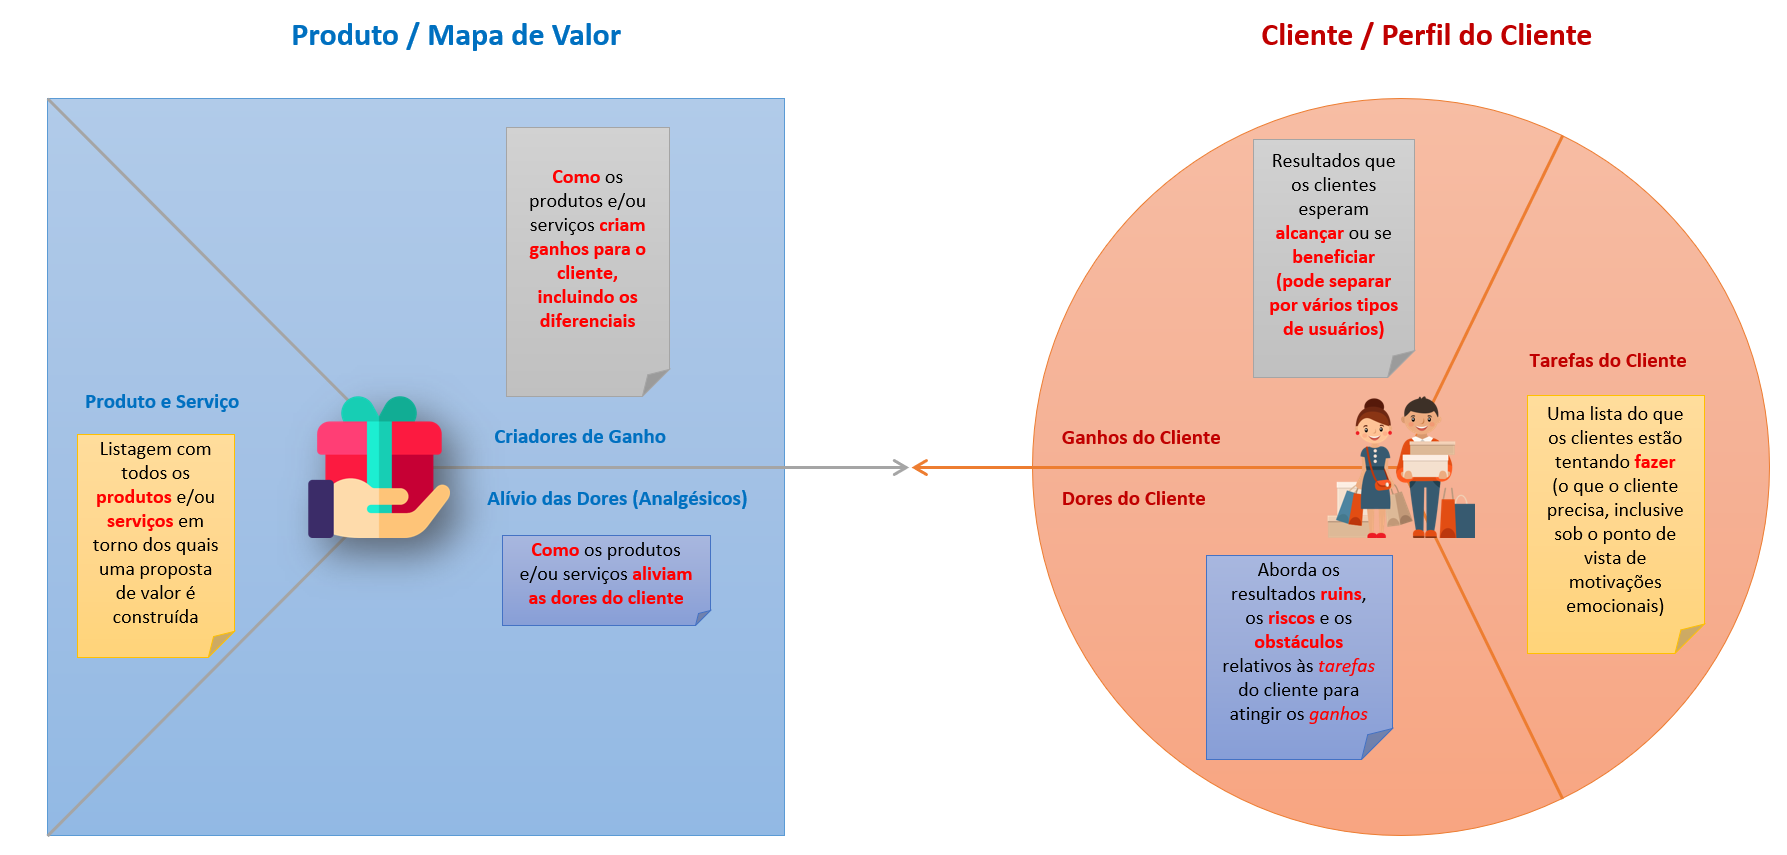 Produto / Mapa de Valor
Cliente / Perfil do Cliente
Como os
produtos e/ou
serviços criam
ganhos para o
cliente,
incluindo os
diferenciais
Produto e Serviço
Listagem com
todos os
produtos e/ou
serviços em
torno dos quais
uma proposta
de valor é
construída
Criadores de Ganho
Alívio das Dores (Analgésicos)
Como os produtos
e/ou serviços aliviam
as dores do cliente
Resultados que
os clientes
esperam
alcançar ou se
beneficiar
(pode separar
por vários tipos
de usuários)
Ganhos do Cliente
Dores do Cliente
Aborda os
resultados ruins,
os riscos e os
obstáculos
relativos às tarefas
do cliente para
atingir os ganhos
Tarefas do Cliente
Uma lista do que
os clientes estão
tentando fazer
(o que o cliente
precisa, inclusive
sob o ponto de
vista de
motivações
emocionais)